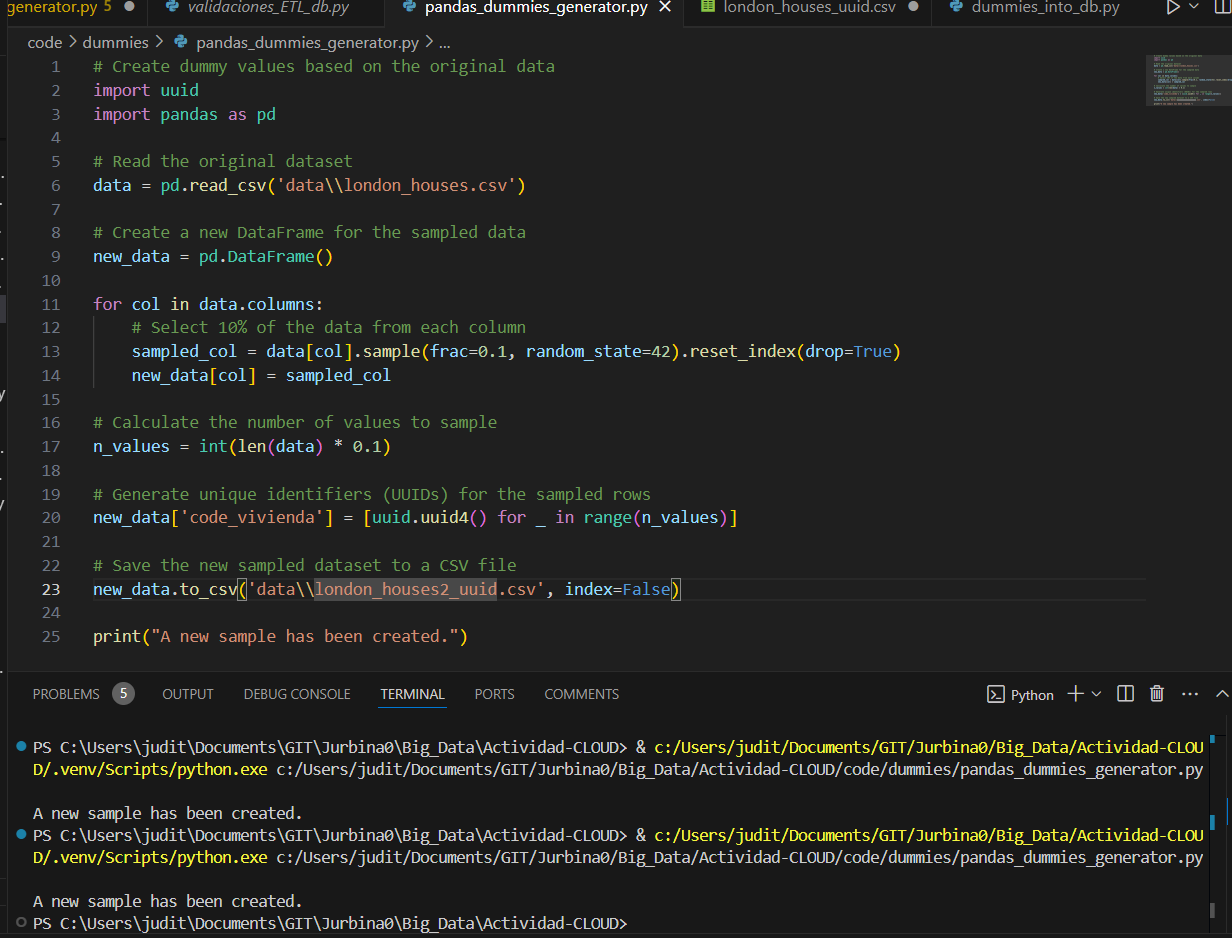 generator.py 5
validaciones_ETL_db.py
pandas_dummies_generator.py
london_houses_uuid.csv
dummies_into_db.py
code > dummies > pandas_dummies_generator.py > ...
1 # Create dummy values based on the original data
2 import uuid
3 import pandas as pd
4
5 # Read the original dataset
6 data = pd.read_csv('data\\london_houses.csv')
7
8 # Create a new DataFrame for the sampled data
9 new_data = pd.DataFrame()
10
11 for col in data.columns:
12     # Select 10% of the data from each column
13     sampled_col = data[col].sample(frac=0.1, random_state=42).reset_index(drop=True)
14     new_data[col] = sampled_col
15
16 # Calculate the number of values to sample
17 n_values = int(len(data) * 0.1)
18
19 # Generate unique identifiers (UUIDs) for the sampled rows
20 new_data['code_vivienda'] = [uuid.uuid4() for _ in range(n_values)]
21
22 # Save the new sampled dataset to a CSV file
23 new_data.to_csv('data\\london_houses2_uuid.csv', index=False)
24
25 print("A new sample has been created.")
PROBLEMS 5 OUTPUT DEBUG CONSOLE TERMINAL PORTS COMMENTS Python
PS C:\Users\judit\Documents\GIT\Jurbina0\Big_Data\Actividad-CLOUD> & c:/Users/judit/Documents/GIT/Jurbina0/Big_Data/Actividad-CLOU
D/.venv/Scripts/python.exe c:/Users/judit/Documents/GIT/Jurbina0/Big_Data/Actividad-CLOUD/code/dummies/pandas_dummies_generator.py
A new sample has been created.
PS C:\Users\judit\Documents\GIT\Jurbina0\Big_Data\Actividad-CLOUD> & c:/Users/judit/Documents/GIT/Jurbina0/Big_Data/Actividad-CLOU
D/.venv/Scripts/python.exe c:/Users/judit/Documents/GIT/Jurbina0/Big_Data/Actividad-CLOUD/code/dummies/pandas_dummies_generator.py
A new sample has been created.
PS C:\Users\judit\Documents\GIT\Jurbina0\Big_Data\Actividad-CLOUD>